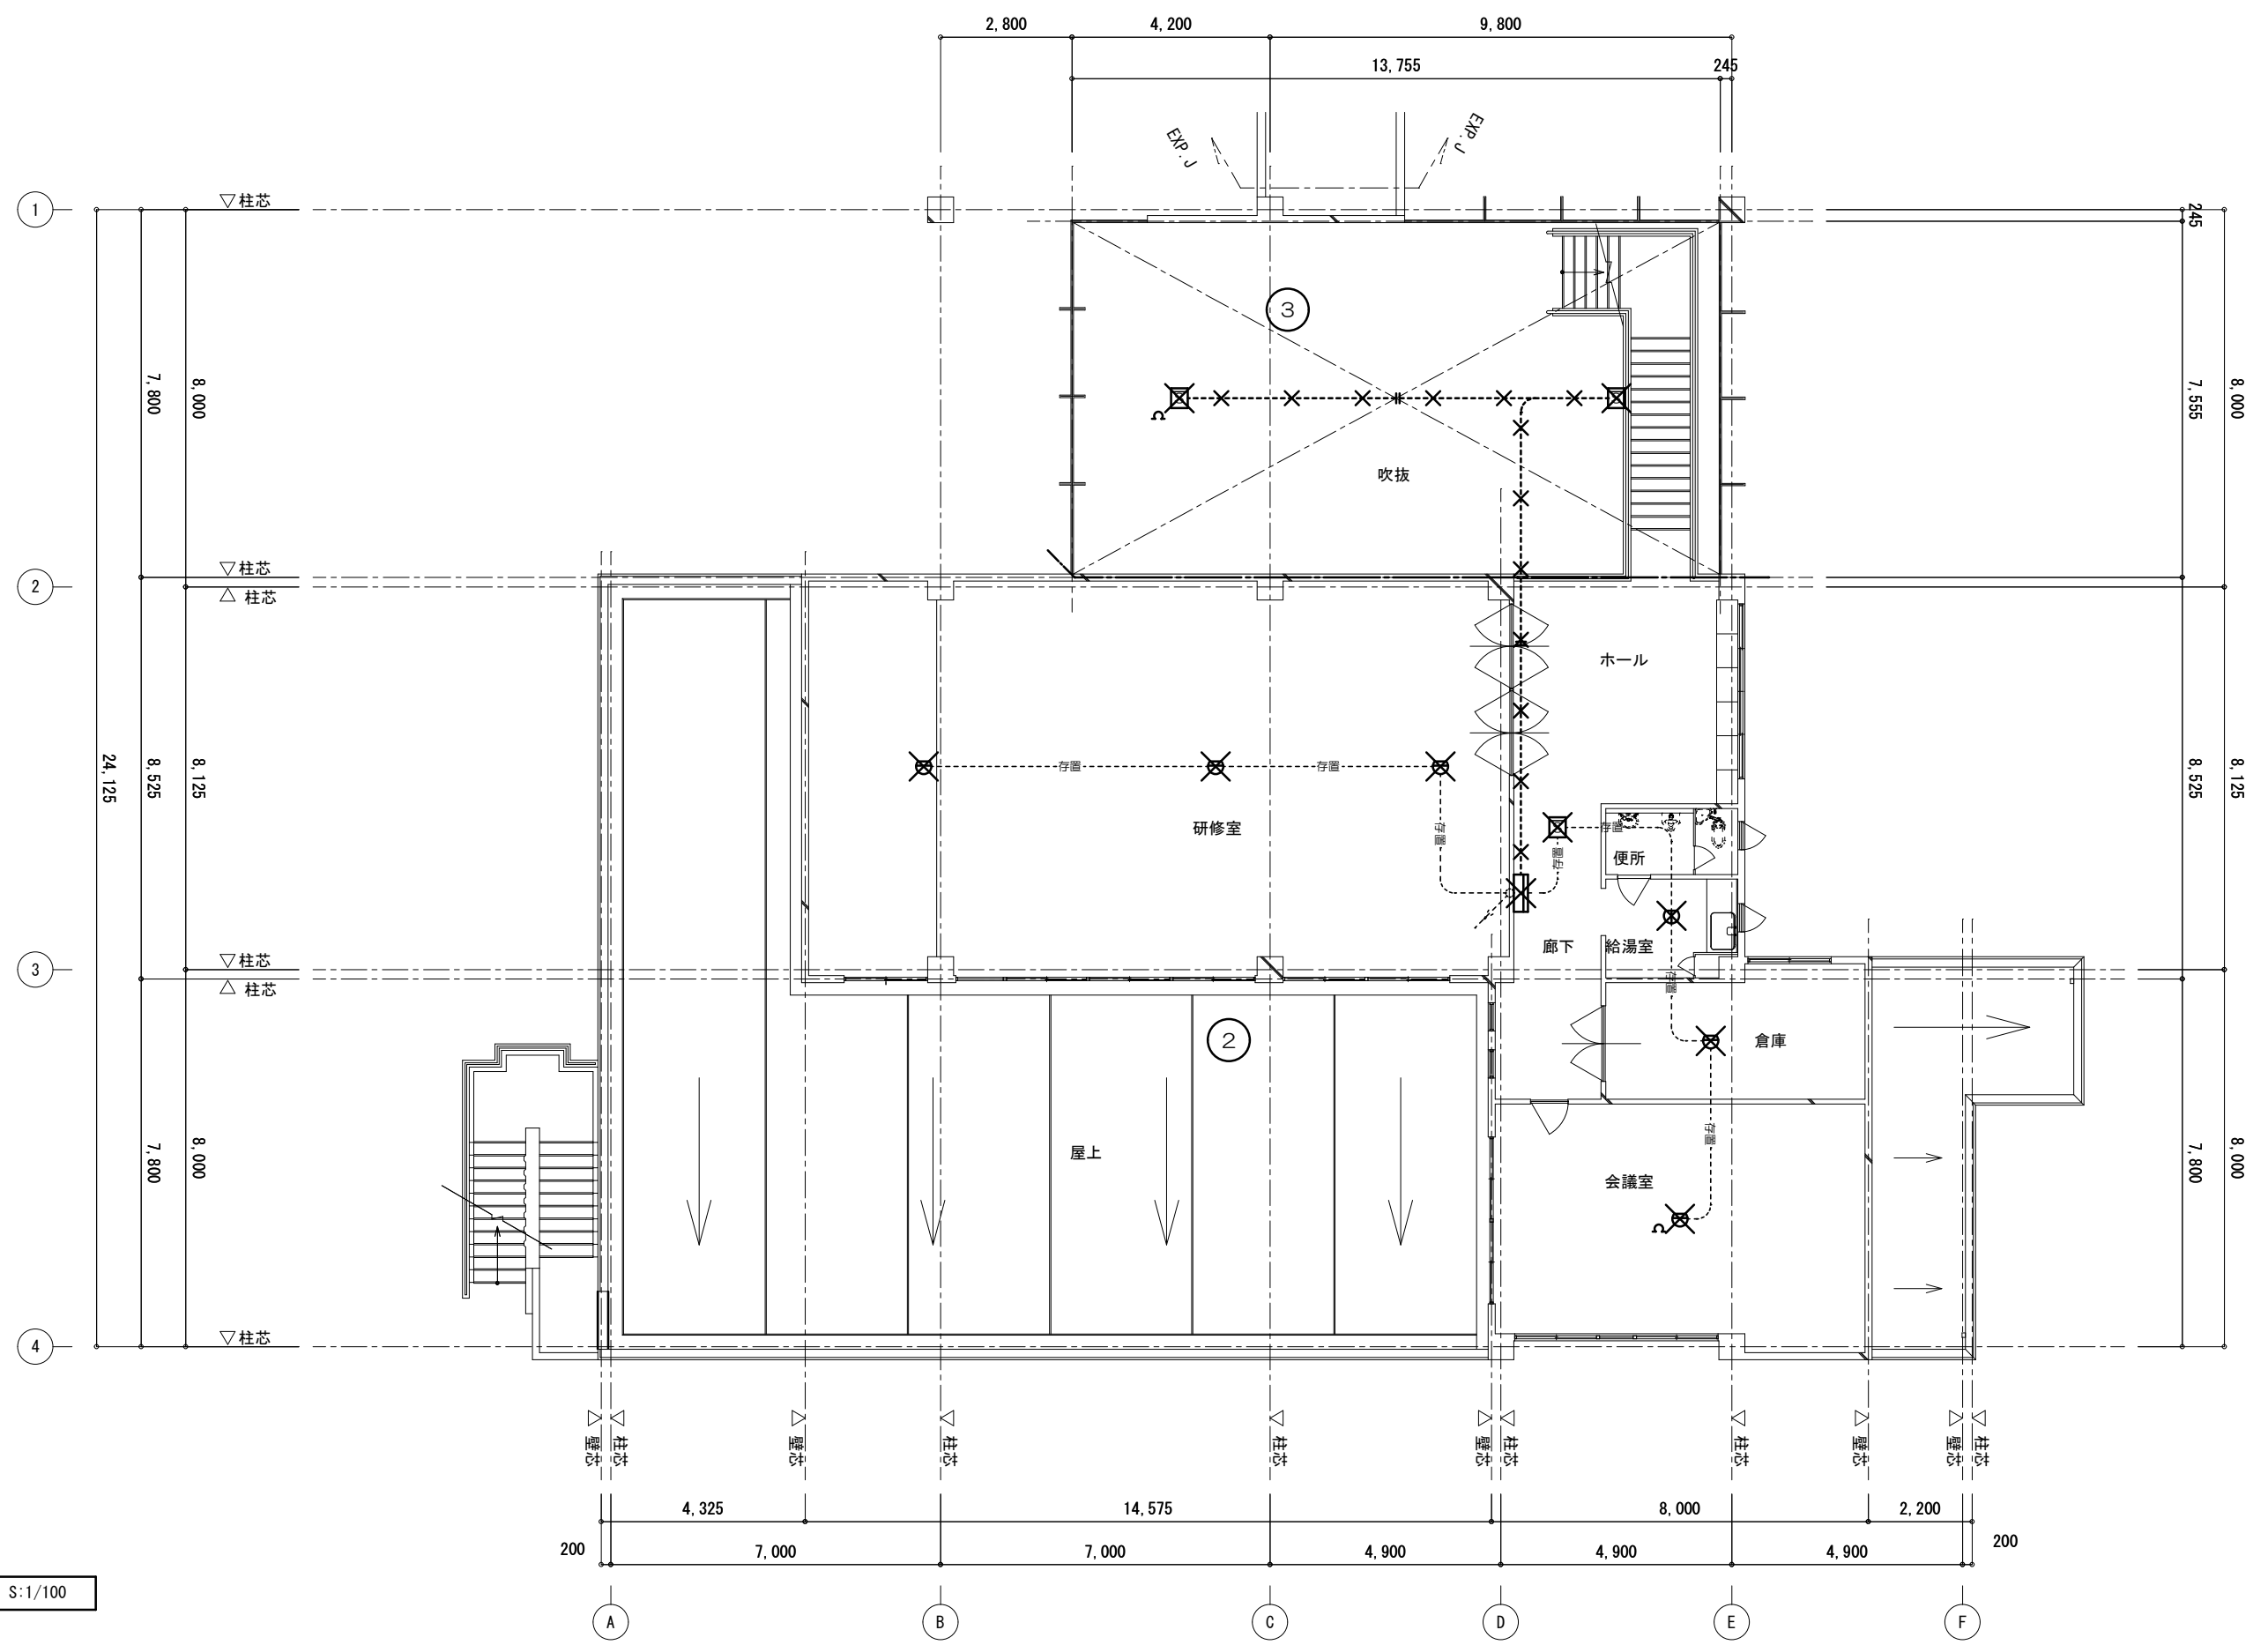 2,800
4,200
9,800
13,755
245
EXP.J
EXP.J
1
▽柱芯
245
3
7,800
8,000
7,555
8,000
Ω
吹抜
▽柱芯
2
△ 柱芯
ホール
存置
存置
24,125
8,525
8,125
8,525
8,125
研修室
存置
存置
存置
便所
廊下
給湯室
▽柱芯
3
△ 柱芯
存置
2
倉庫
存置
屋上
7,800
8,000
7,800
8,000
会議室
Ω
▽柱芯
4
壁芯
柱芯
壁芯
柱芯
柱芯
壁芯
柱芯
柱芯
壁芯
壁芯
柱芯
4,325
14,575
8,000
2,200
200
7,000
7,000
4,900
4,900
4,900
200
S:1/100
A
B
C
D
E
F